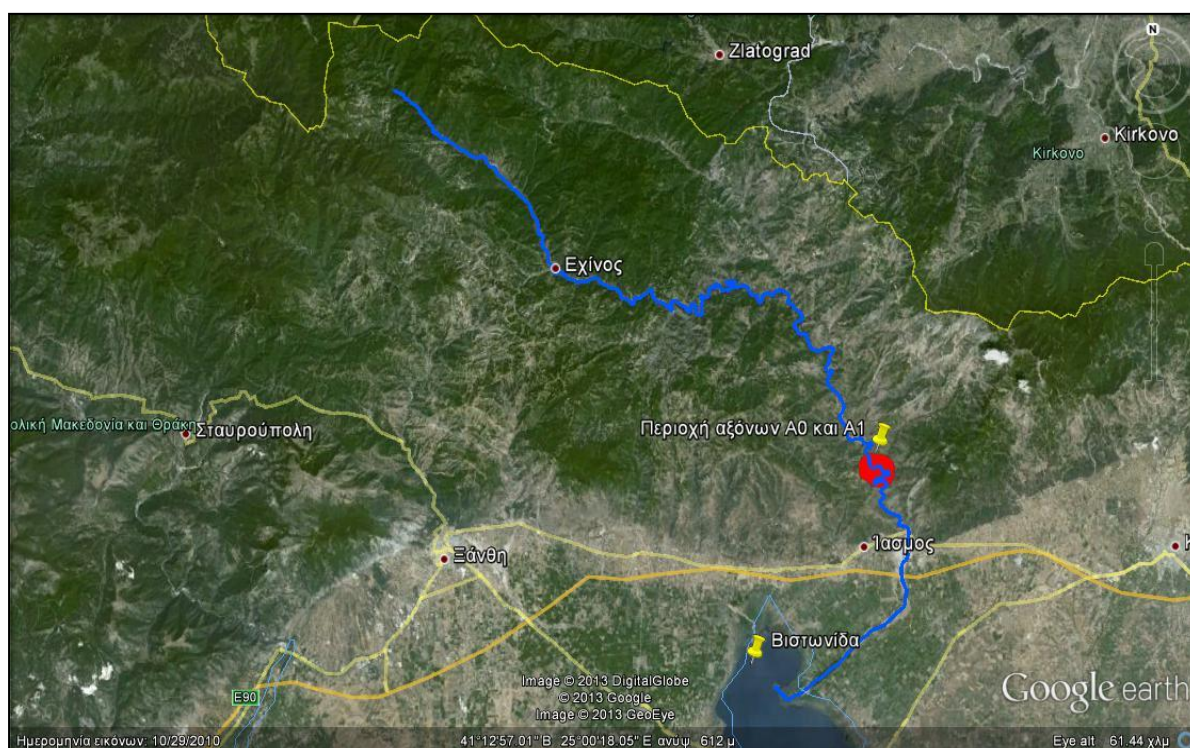 N
Zlatograd
Kirkovo
Kirkovo
Εχίνος
Περιοχή αξόνων A0 και A1
ολική Μακεδονία και Θράκη
Σταυρούπολη
Ξάνθη
Ίασμος
Κ
Βιστωνίδα
Image © 2013 DigitalGlobe
© 2013 Google
Image © 2013 GeoEye
Google earth
E90
Ημερομηνία εικόνων: 10/29/2010 41°12'57.01" Β 25°00'18.05" Ε ανύψ. 612 μ Eye alt 61.44 χλμ